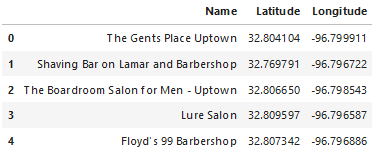 Name Latitude Longitude
0 The Gents Place Uptown 32.804104 -96.799911
1 Shaving Bar on Lamar and Barbershop 32.769791 -96.796722
2 The Boardroom Salon for Men - Uptown 32.806650 -96.798543
3 Lure Salon 32.809597 -96.796587
4 Floyd's 99 Barbershop 32.807342 -96.796886